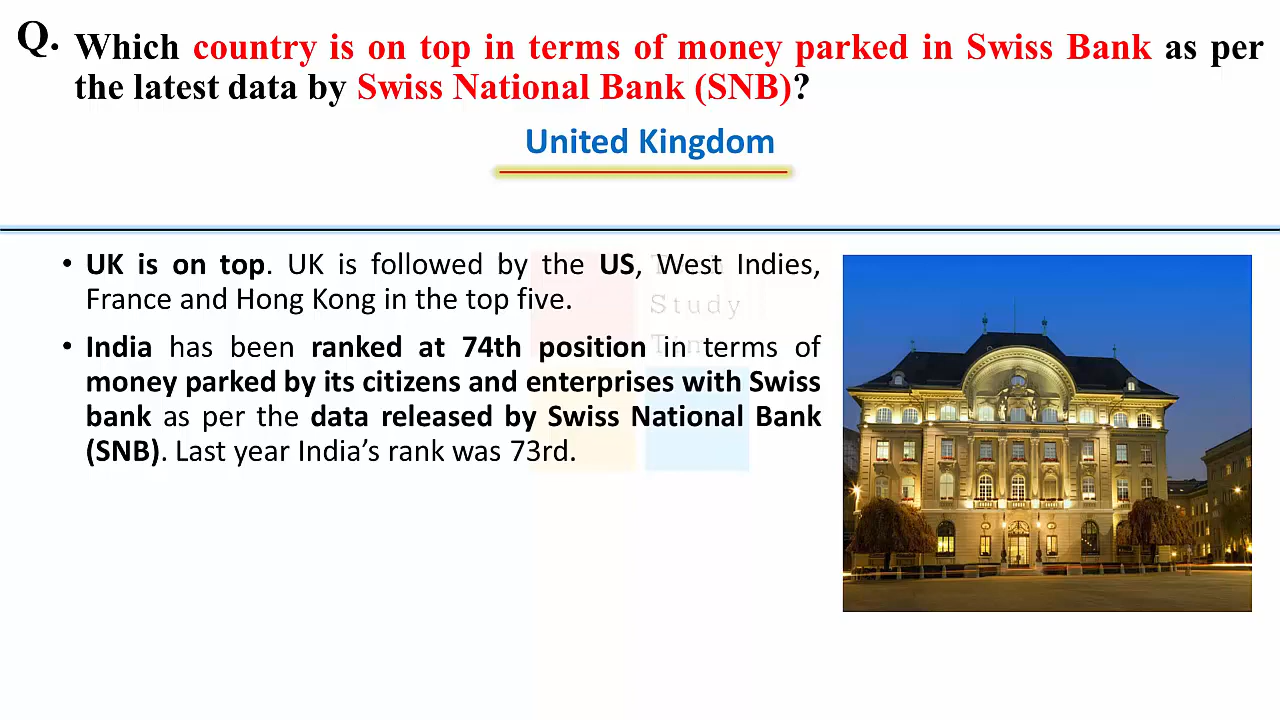 Q. Which country is on top in terms of money parked in Swiss Bank as per
the latest data by Swiss National Bank (SNB)?
United Kingdom
• UK is on top. UK is followed by the US, West Indies,
France and Hong Kong in the top five.
• India has been ranked at 74th position in terms of
money parked by its citizens and enterprises with Swiss
bank as per the data released by Swiss National Bank
(SNB). Last year India’s rank was 73rd.
Study